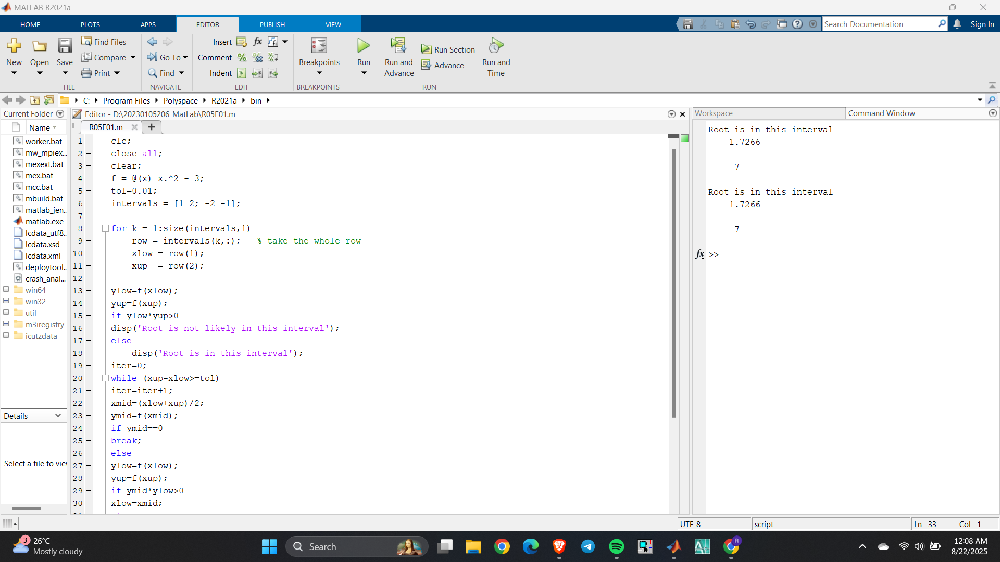 MATLAB R2021a
HOME PLOTS APPS EDITOR PUBLISH VIEW
Search Documentation
Sign In
New
Open
Save
Find Files
Compare
Print
FILE
Go To
Find
NAVIGATE
Insert
fx
Comment
Indent
EDIT
Breakpoints
BREAKPOINTS
Run
Run and Advance
Run Section
Advance
Run and Time
RUN
C: Program Files Polyspace R2021a bin
Current Folder
Name
worker.bat
mw_mpiex...
mexext.bat
mex.bat
mcc.bat
mbuild.bat
matlab_jen...
matlab.exe
lcdata_utf8...
lcdata.xsd
lcdata.xml
deploytool...
crash_anal...
win64
win32
util
m3iregistry
icutzdata
Details
Select a file to view
Editor - D:\20230105206_MatLab\R05E01.m
R05E01.m
1 clc;
2 close all;
3 clear;
4 f = @(x) x.^2 - 3;
5 tol=0.01;
6 intervals = [1 2; -2 -1];
7
8 for k = 1:size(intervals,1)
9 row = intervals(k,:); % take the whole row
10 xlow = row(1);
11 xup = row(2);
12
13 ylow=f(xlow);
14 yup=f(xup);
15 if ylow*yup>0
16 disp('Root is not likely in this interval');
17 else
18 disp('Root is in this interval');
19 iter=0;
20 while (xup-xlow>=tol)
21 iter=iter+1;
22 xmid=(xlow+xup)/2;
23 ymid=f(xmid);
24 if ymid==0
25 break;
26 else
27 ylow=f(xlow);
28 yup=f(xup);
29 if ymid*ylow>0
30 xlow=xmid;
Workspace
Command Window
Root is in this interval
1.7266
7
Root is in this interval
-1.7266
7
fx >>
UTF-8
script
Ln 33 Col 1
3
26°C
Mostly cloudy
Search
R
12:08 AM
8/22/2025